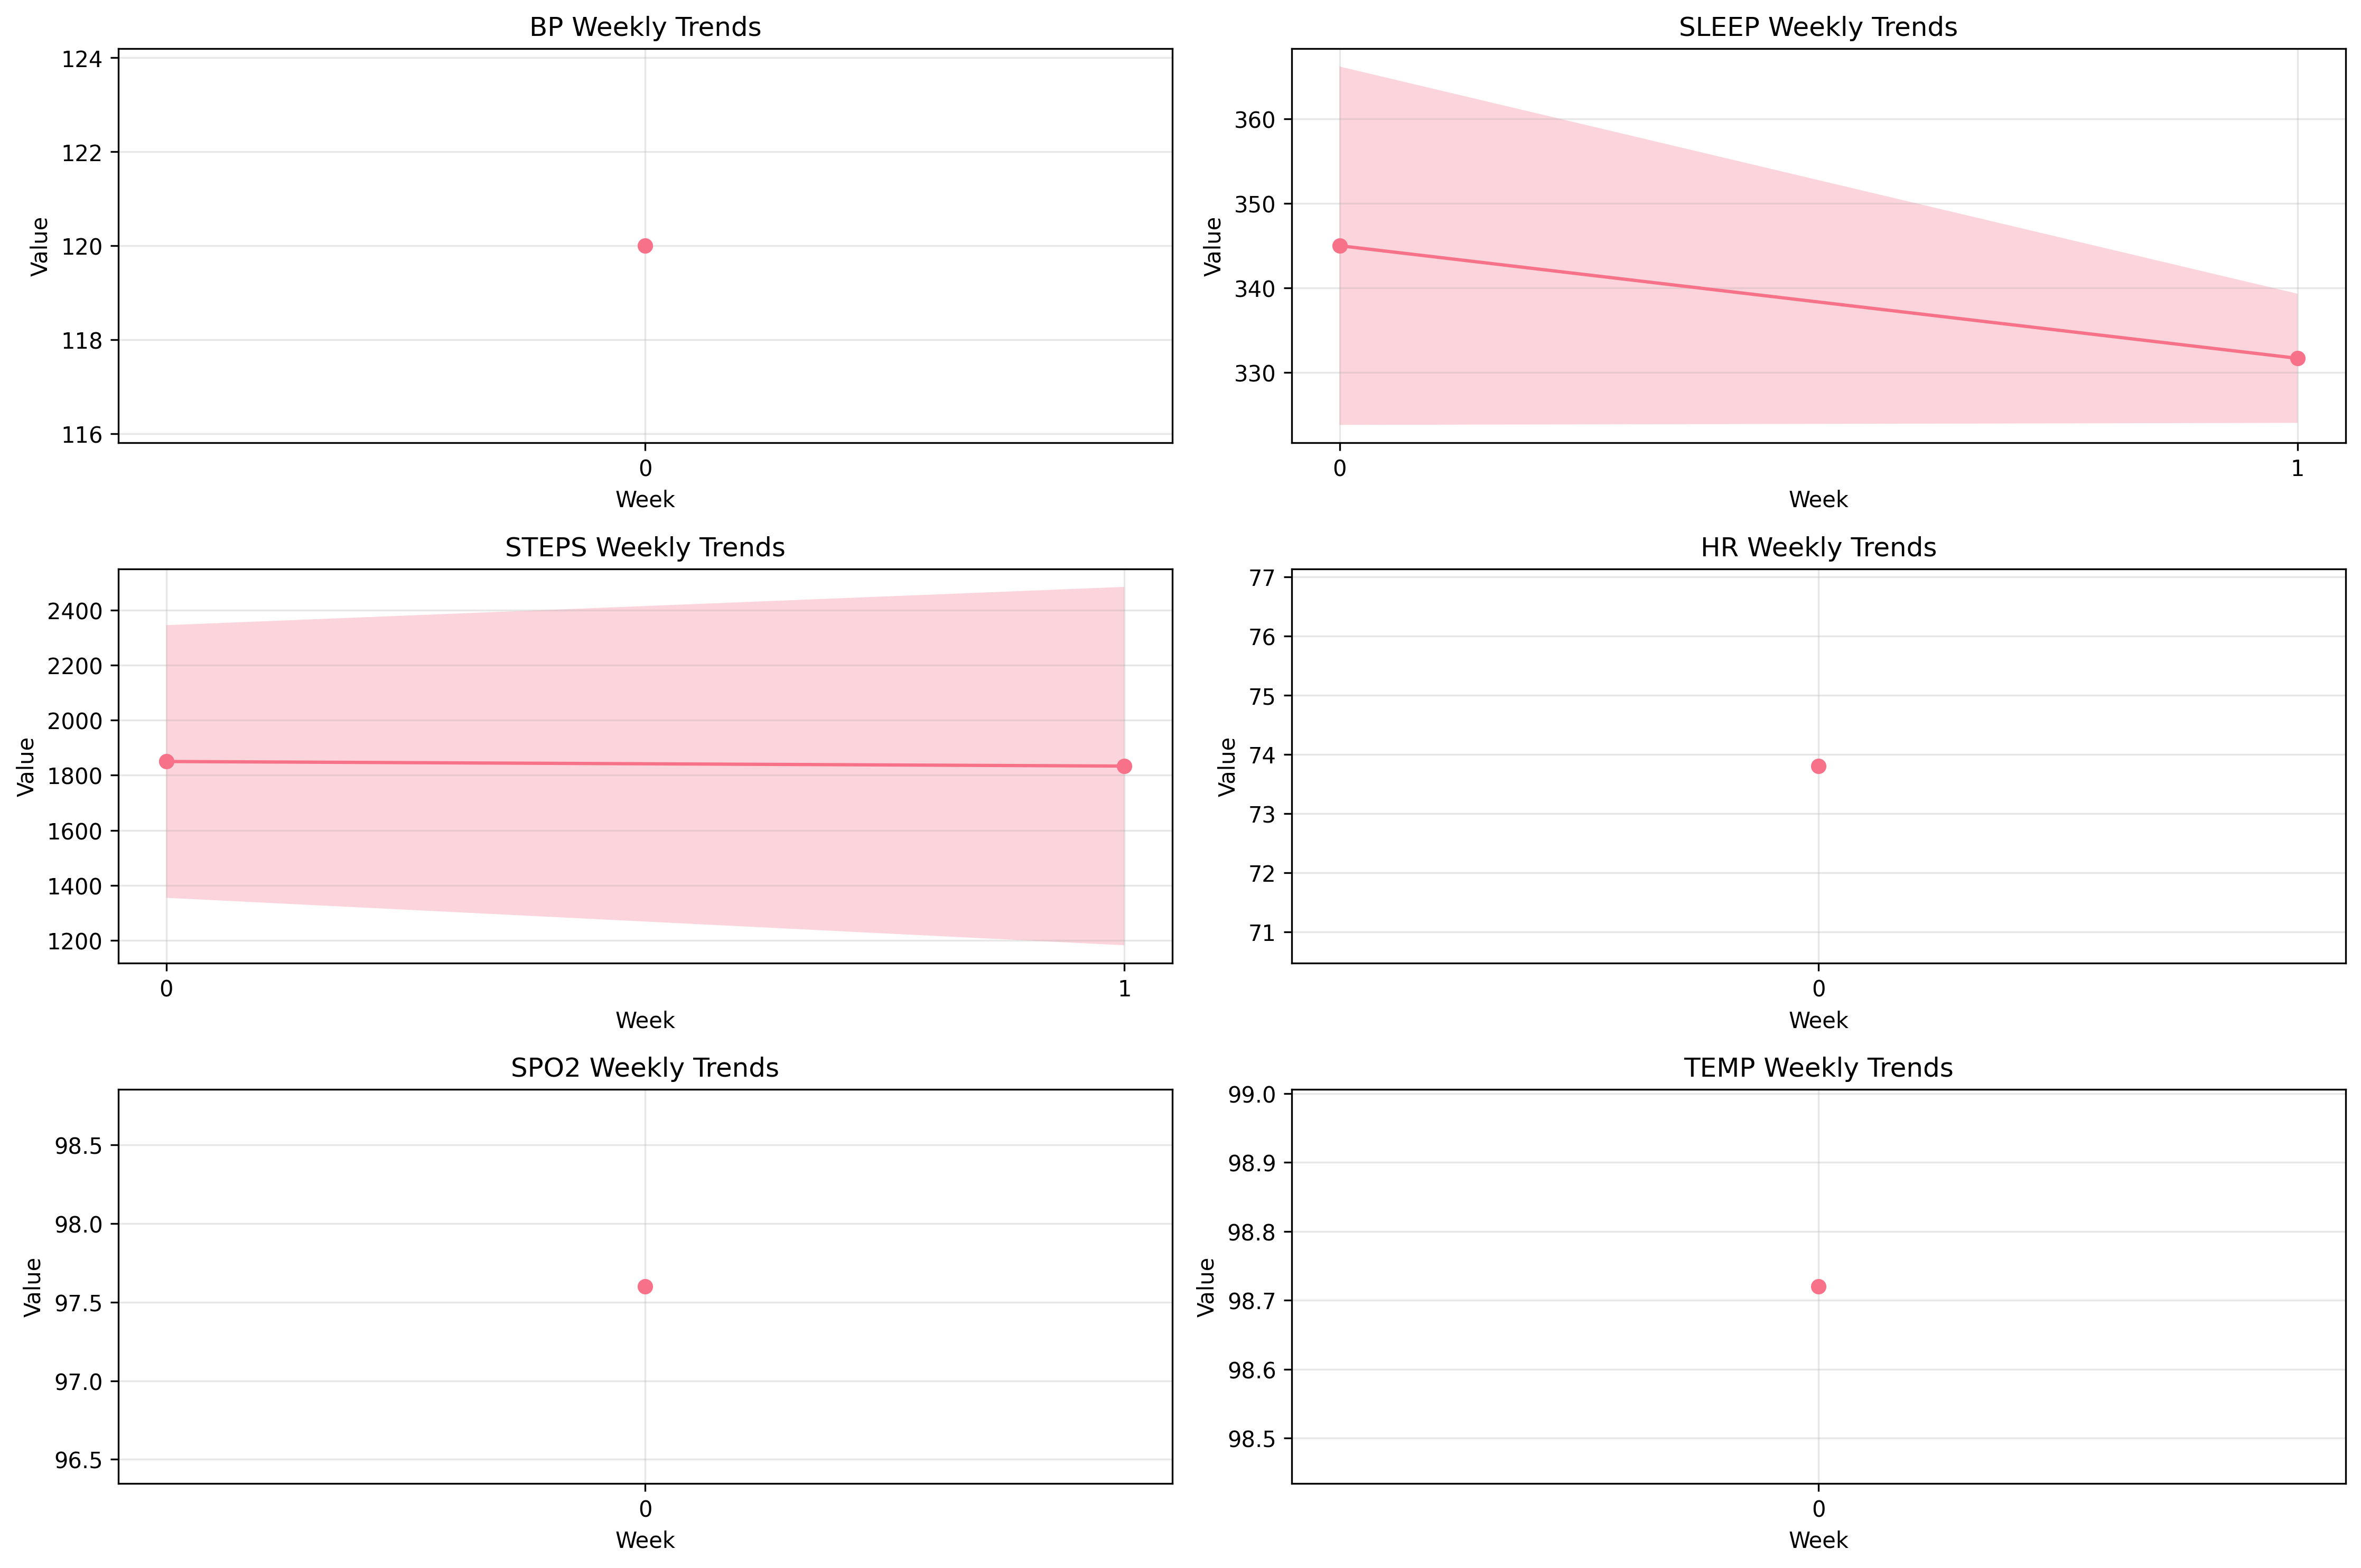 BP Weekly Trends
124
122
120
118
116
Value
0
Week
SLEEP Weekly Trends
360
350
340
330
Value
0 1
Week
STEPS Weekly Trends
2400
2200
2000
1800
1600
1400
1200
Value
0 1
Week
HR Weekly Trends
77
76
75
74
73
72
71
Value
0
Week
SPO2 Weekly Trends
98.5
98.0
97.5
97.0
96.5
Value
0
Week
TEMP Weekly Trends
99.0
98.9
98.8
98.7
98.6
98.5
Value
0
Week